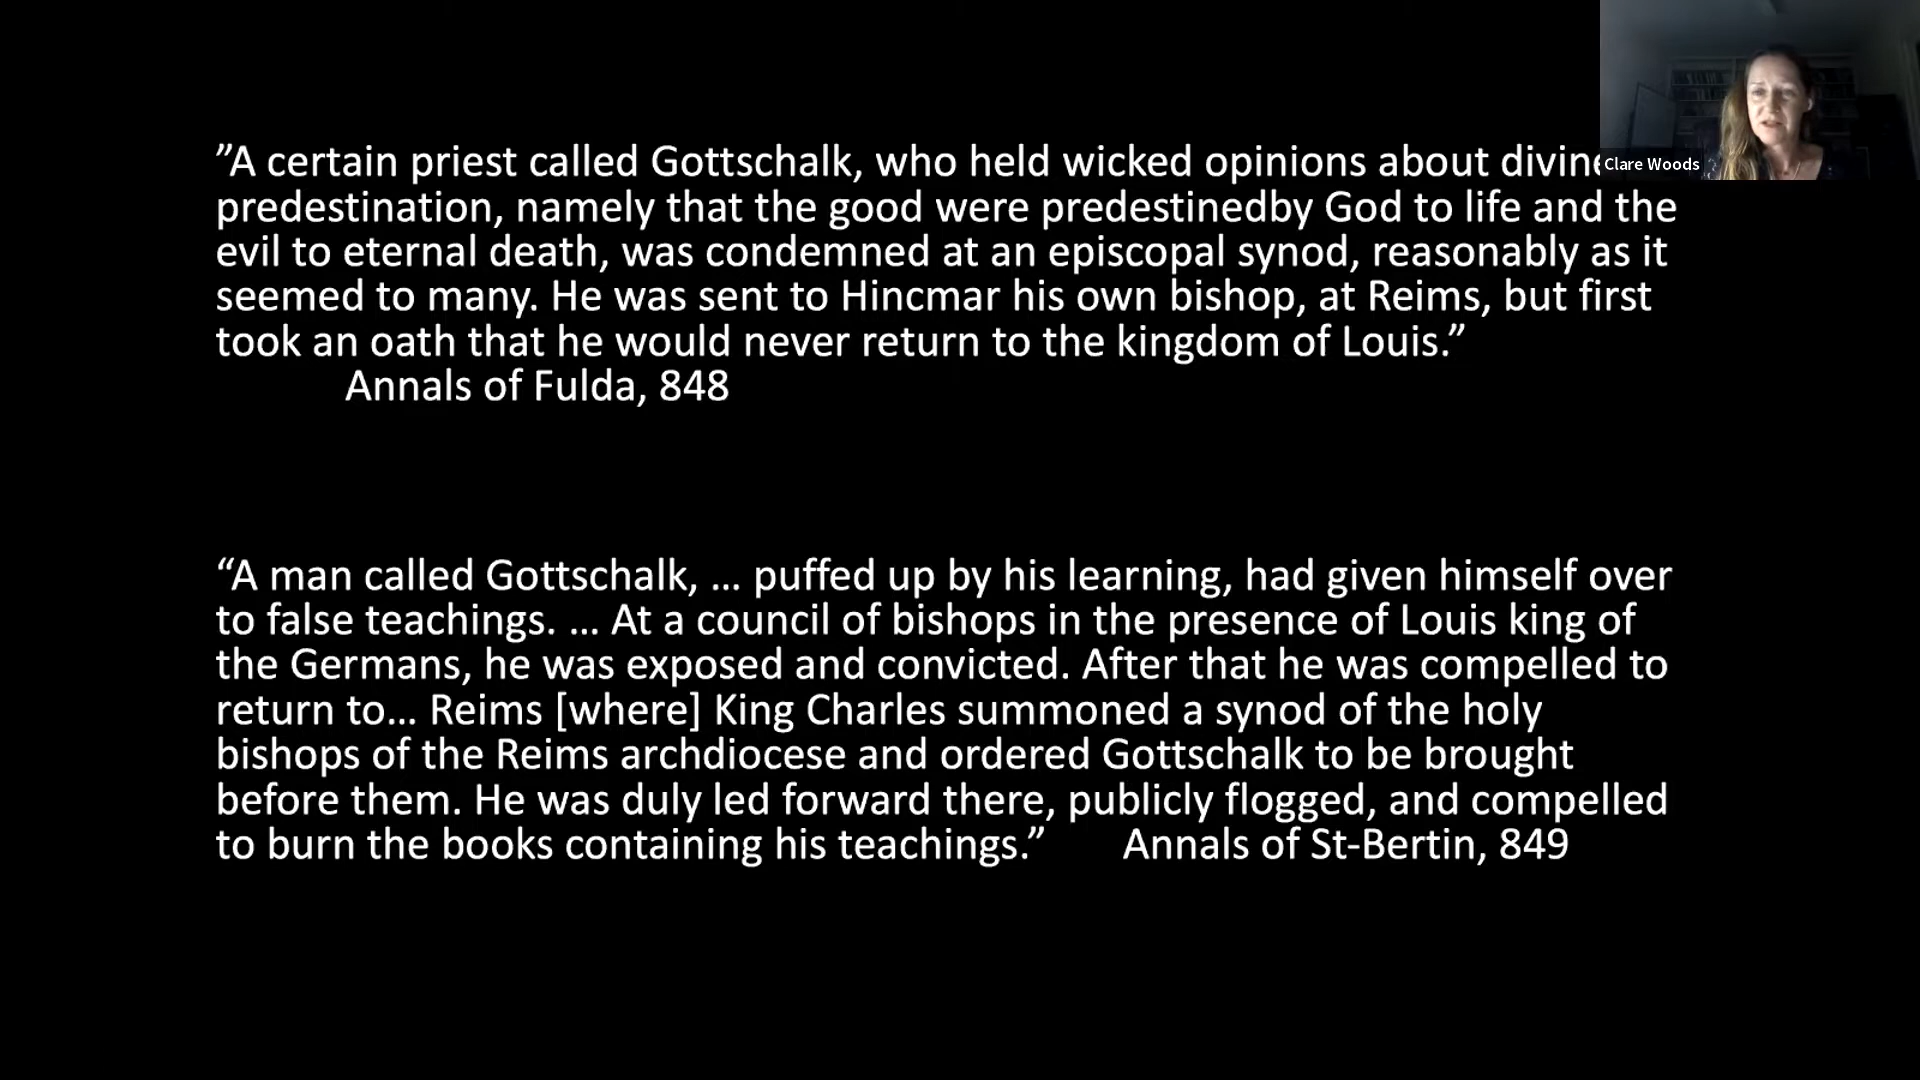 ”A certain priest called Gottschalk, who held wicked opinions about divine
Clare Woods
predestination, namely that the good were predestinedby God to life and the
evil to eternal death, was condemned at an episcopal synod, reasonably as it
seemed to many. He was sent to Hincmar his own bishop, at Reims, but first
took an oath that he would never return to the kingdom of Louis.”
Annals of Fulda, 848
“A man called Gottschalk, … puffed up by his learning, had given himself over
to false teachings. … At a council of bishops in the presence of Louis king of
the Germans, he was exposed and convicted. After that he was compelled to
return to… Reims [where] King Charles summoned a synod of the holy
bishops of the Reims archdiocese and ordered Gottschalk to be brought
before them. He was duly led forward there, publicly flogged, and compelled
to burn the books containing his teachings.” Annals of St-Bertin, 849